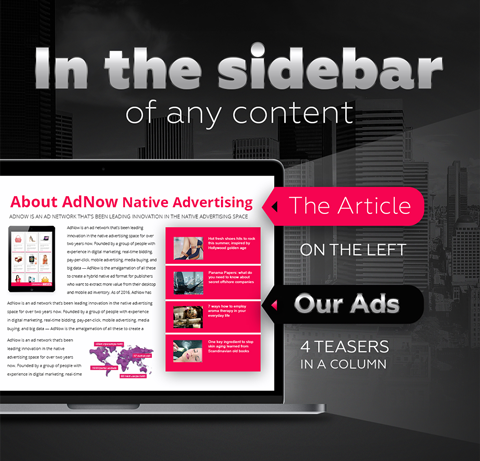 In the sidebar
of any content
About AdNow Native Advertising
ADNOW IS AN AD NETWORK THAT'S BEEN LEADING INNOVATION IN THE NATIVE ADVERTISING SPACE
AdNow is an ad network that's been leading
innovation in the native advertising space for over
two years now. Founded by a group of people with
experience in digital marketing, real-time bidding,
pay-per-click, mobile advertising, media buying, and
big data — AdNow is the amalgamation of all these
to create a hybrid native ad format for publishers
who want to extract more value from their desktop
and mobile ad inventory. As of 2016, AdNow has
AdNow is an ad network that's been leading innovation in the native advertising
space for over two years now. Founded by a group of people with experience
in digital marketing, real-time bidding, pay-per-click, mobile advertising, media
buying, and big data — AdNow is the amalgamation of all these to create a
AdNow is an ad network that's been
leading innovation in the native
advertising space for over two years
now. Founded by a group of people with
experience in digital marketing, real-time
Hot fresh silver hits to rock
this summer, inspired by
Hollywood golden age
Panama Papers: what do
you need to know about
secret offshore companies
7 ways how to employ
aroma therapy in your
everyday life
One key ingredient to stop
skin aging learned from
Scandinavian old books
The Article
ON THE LEFT
Our Ads
4 TEASERS
IN A COLUMN